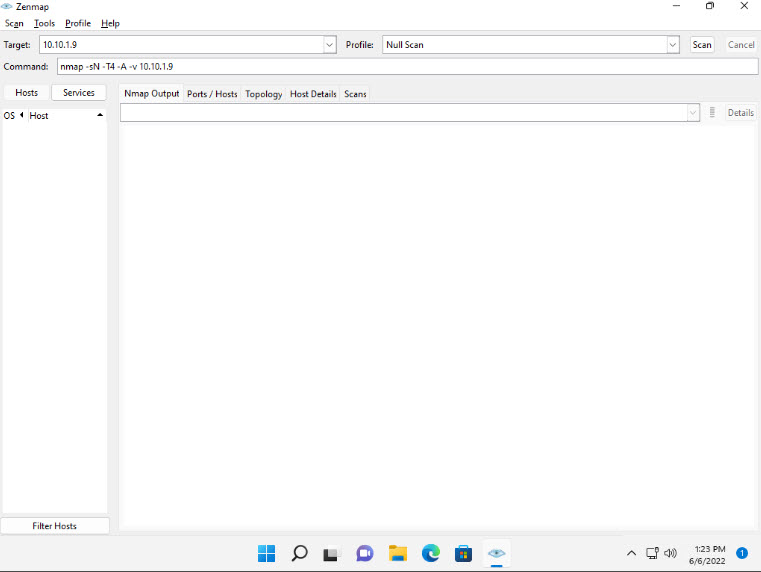 Zenmap
Scan Tools Profile Help
Target: 10.10.1.9 Profile: Null Scan Scan Cancel
Command: nmap -sN -T4 -A -v 10.10.1.9
Hosts Services Nmap Output Ports / Hosts Topology Host Details Scans
OS Host Details
Filter Hosts
1:23 PM
6/6/2022
1